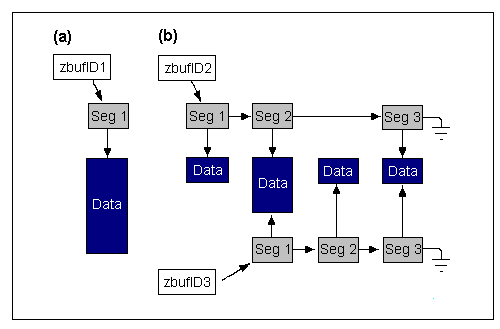 (a)
(b)
zbufID1
zbufID2
Seg 1
Seg 1
Seg 2
Seg 3
Data
Data
Data
Data
Data
Seg 1
Seg 2
Seg 3
zbufID3